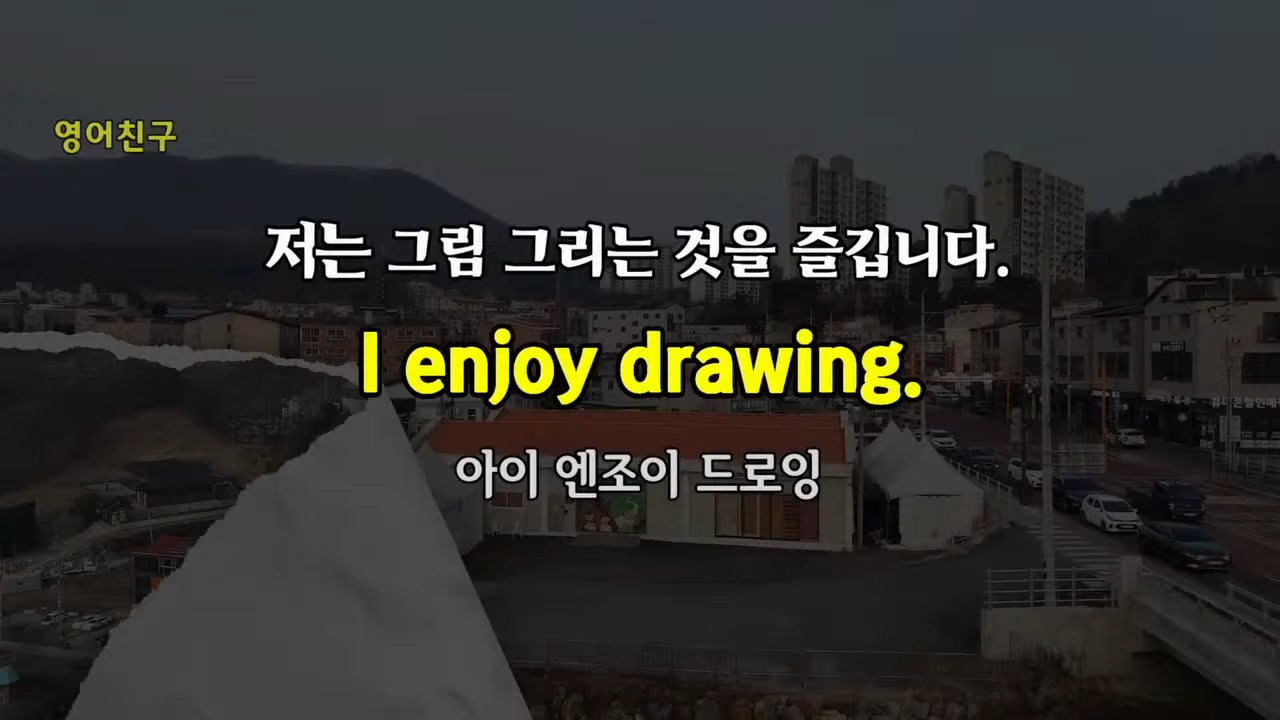 영어친구
저는 그림 그리는 것을 즐깁니다.
I enjoy drawing.
아이 엔조이 드로잉